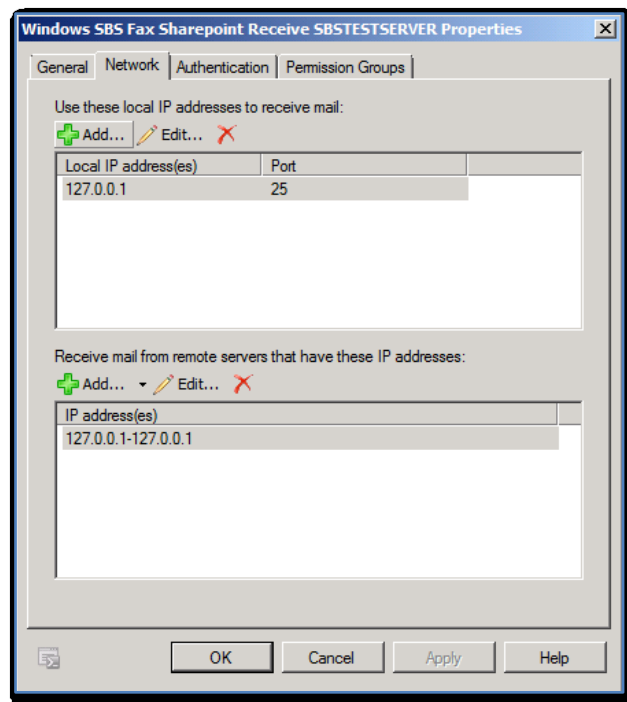 Windows SBS Fax Sharepoint Receive SBSTESTSERVER Properties
General Network Authentication Permission Groups
Use these local IP addresses to receive mail:
Add... Edit...
Local IP address(es) Port
127.0.0.1 25
Receive mail from remote servers that have these IP addresses:
Add... Edit...
IP address(es)
127.0.0.1-127.0.0.1
OK Cancel Apply Help